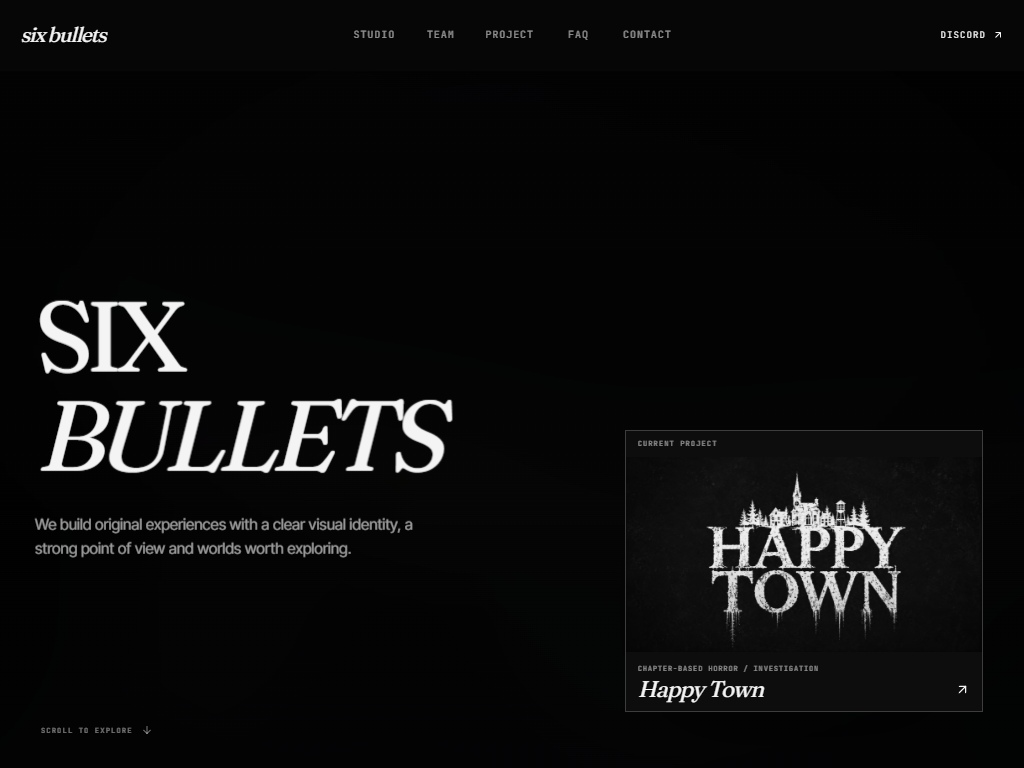 six bullets
STUDIO TEAM PROJECT FAQ CONTACT
DISCORD
SIX
BULLETS
We build original experiences with a clear visual identity, a
strong point of view and worlds worth exploring.
CURRENT PROJECT
HAPPY
TOWN
CHAPTER-BASED HORROR / INVESTIGATION
Happy Town
SCROLL TO EXPLORE